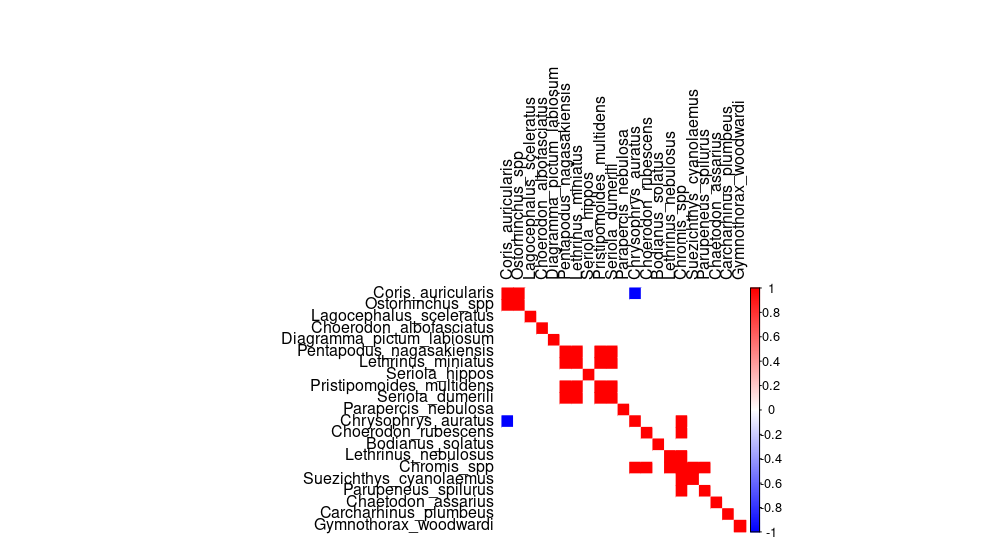 Coris_auricularis
Ostorhinchus_spp
Lagocephalus_sceleratus
Choerodon_albofasciatus
Diagramma_pictum_labiosum
Pentapodus_nagasakiensis
Lethrinus_miniatus
Seriola_hippos
Pristipomoides_multidens
Seriola_dumerili
Parapercis_nebulosa
Chrysophrys_auratus
Choerodon_rubescens
Bodianus_solatus
Lethrinus_nebulosus
Chromis_spp
Suezichthys_cyanolaemus
Parupeneus_spilurus
Chaetodon_assarius
Carcharhinus_plumbeus
Gymnothorax_woodwardi
Coris_auricularis
Ostorhinchus_spp
Lagocephalus_sceleratus
Choerodon_albofasciatus
Diagramma_pictum_labiosum
Pentapodus_nagasakiensis
Lethrinus_miniatus
Seriola_hippos
Pristipomoides_multidens
Seriola_dumerili
Parapercis_nebulosa
Chrysophrys_auratus
Choerodon_rubescens
Bodianus_solatus
Lethrinus_nebulosus
Chromis_spp
Suezichthys_cyanolaemus
Parupeneus_spilurus
Chaetodon_assarius
Carcharhinus_plumbeus
Gymnothorax_woodwardi
1
0.8
0.6
0.4
0.2
0
-0.2
-0.4
-0.6
-0.8
-1